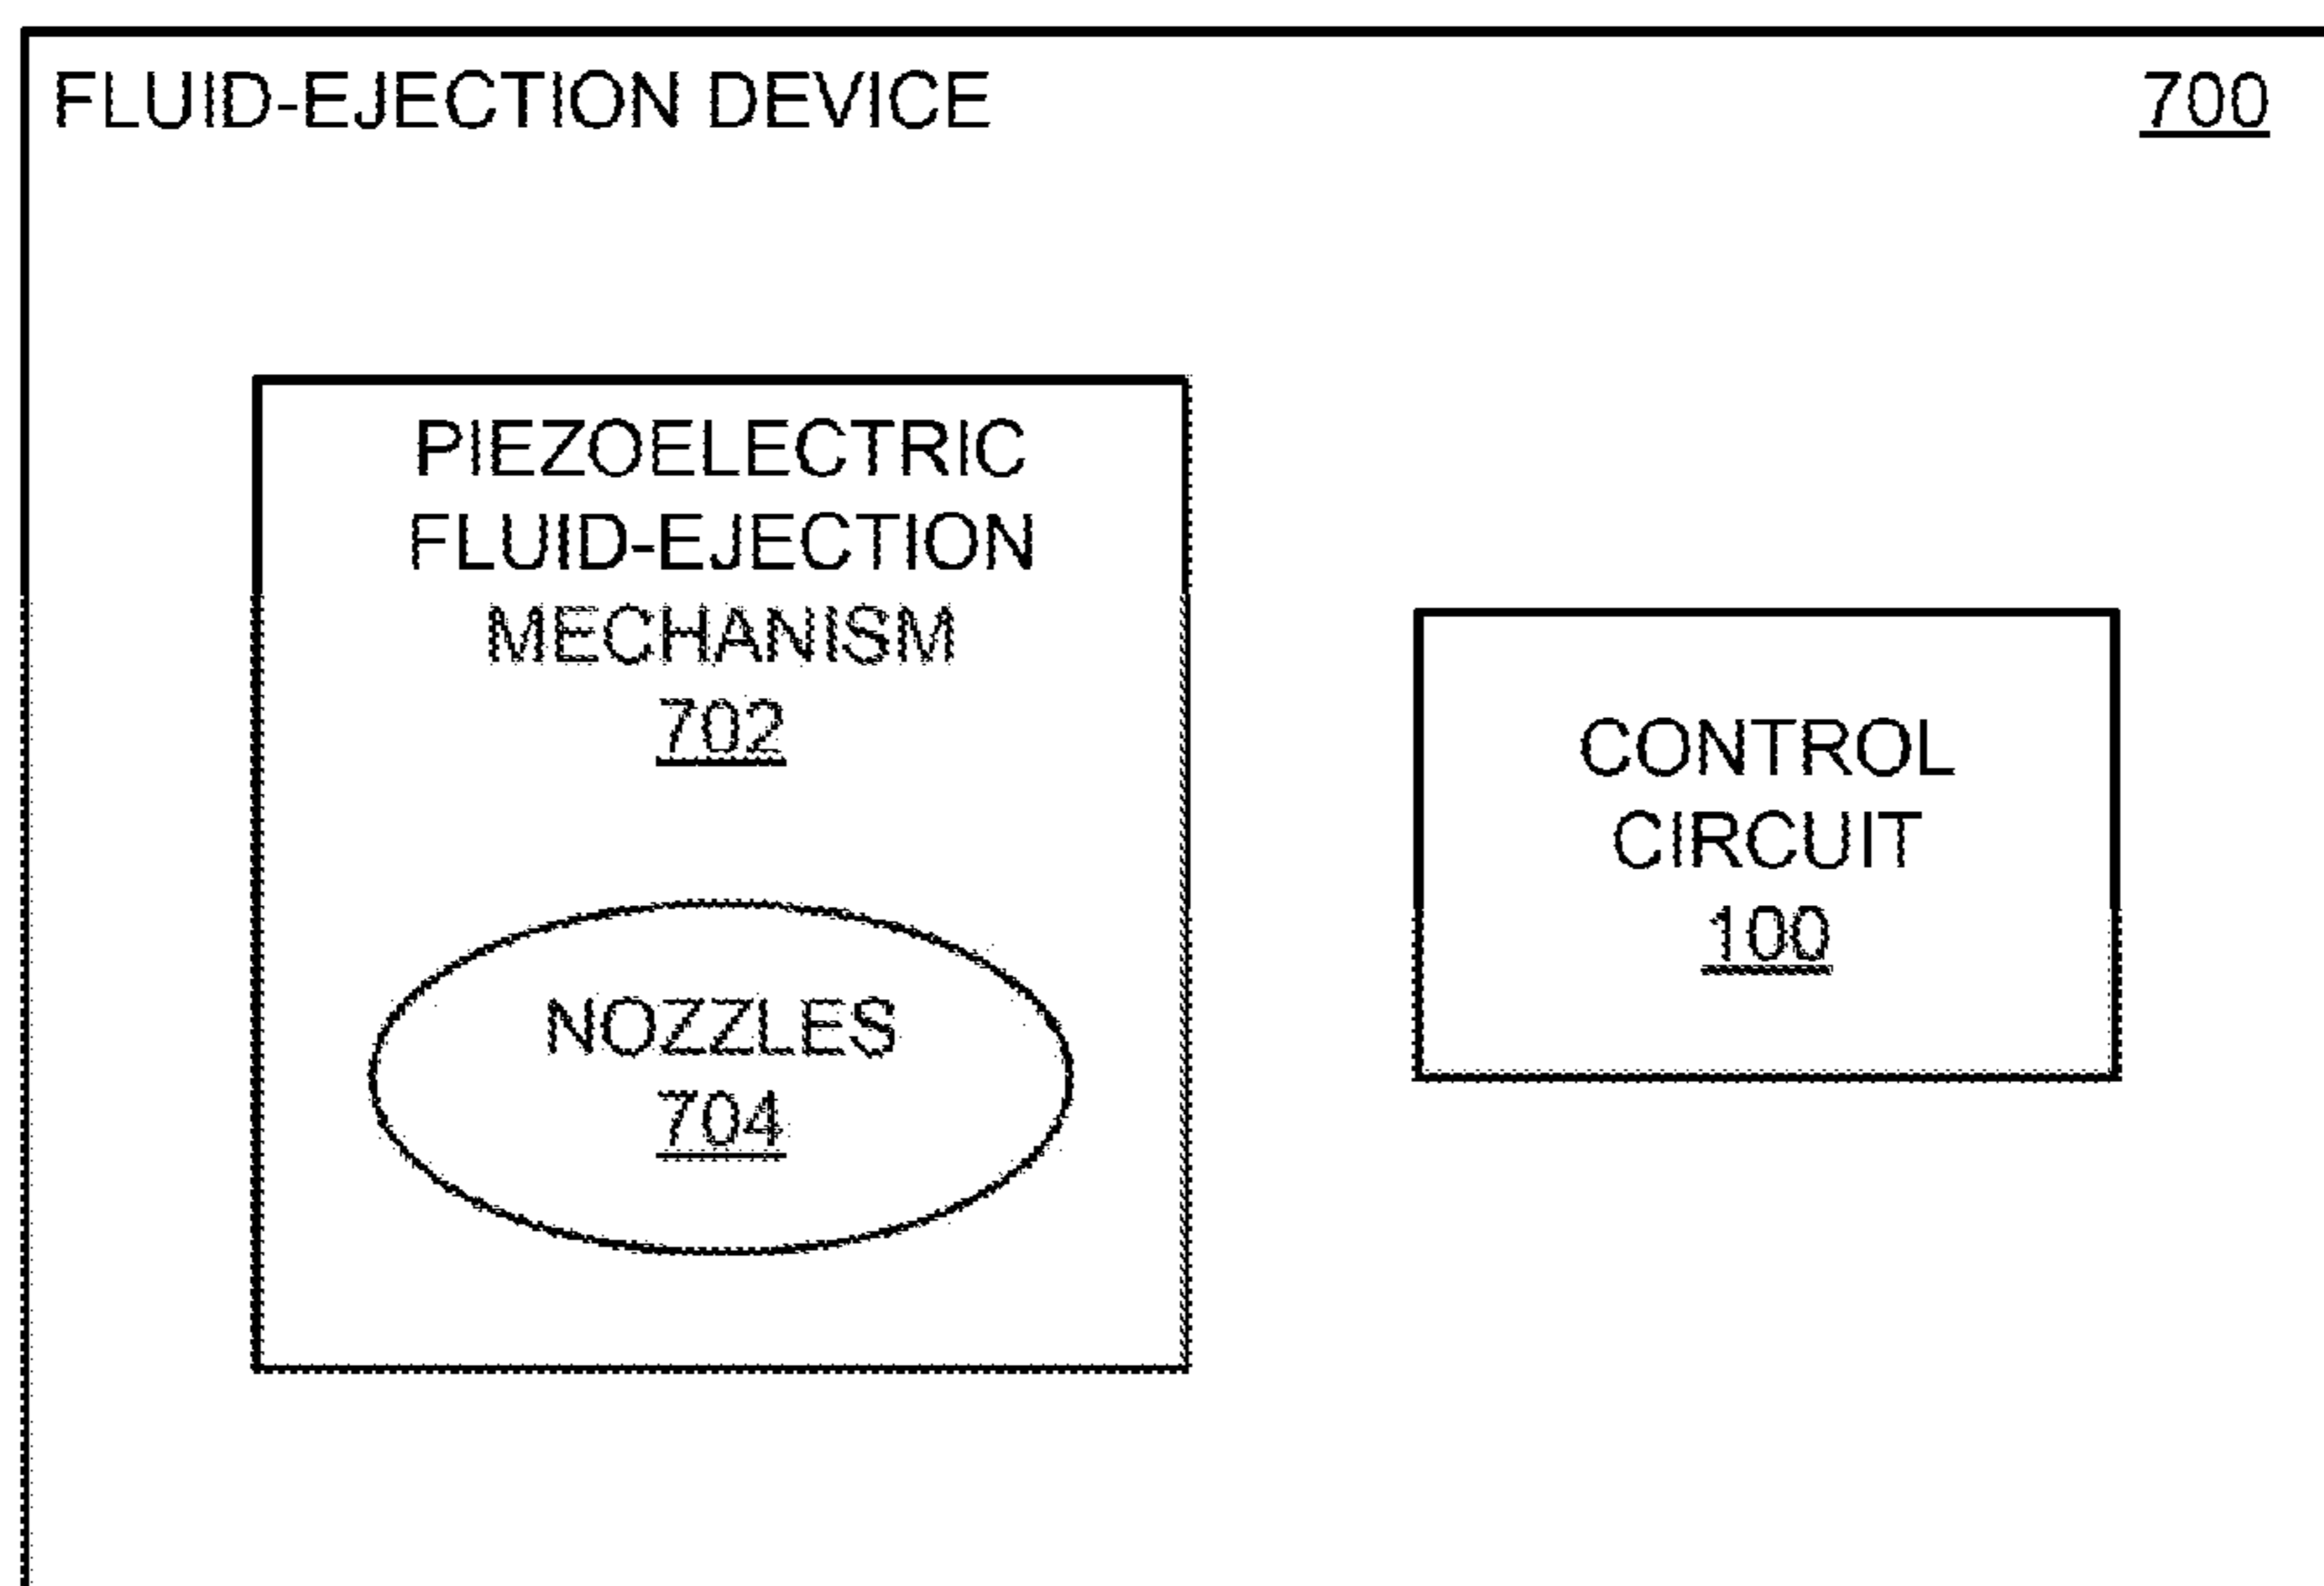 FLUID-EJECTION DEVICE 700
PIEZOELECTRIC
FLUID-EJECTION
MECHANISM
702
NOZZLES
704
CONTROL
CIRCUIT
100